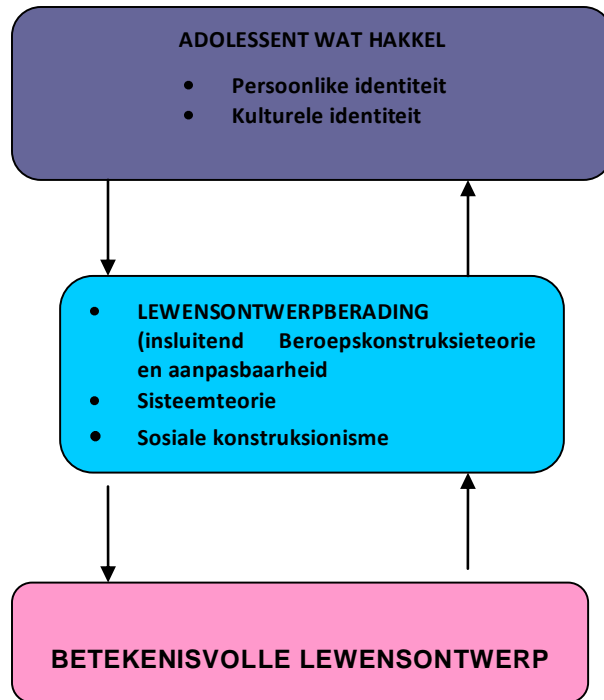 ADOLESSENT WAT HAKKEL
• Persoonlike identiteit
• Kulturele identiteit
• LEWENSONTWERPBERADING
(insluitend Beroepskonstruksieteorie
en aanpasbaarheid
• Sisteemteorie
• Sosiale konstruksionisme
BETEKENISVOLLE LEWENSONTWERP